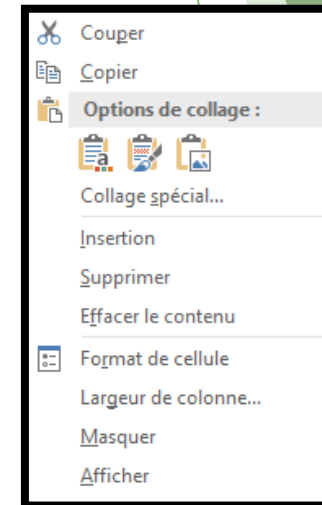 Couper
Copier
Options de collage :
a
Collage spécial...
Insertion
Supprimer
Effacer le contenu
Format de cellule
Largeur de colonne...
Masquer
Afficher